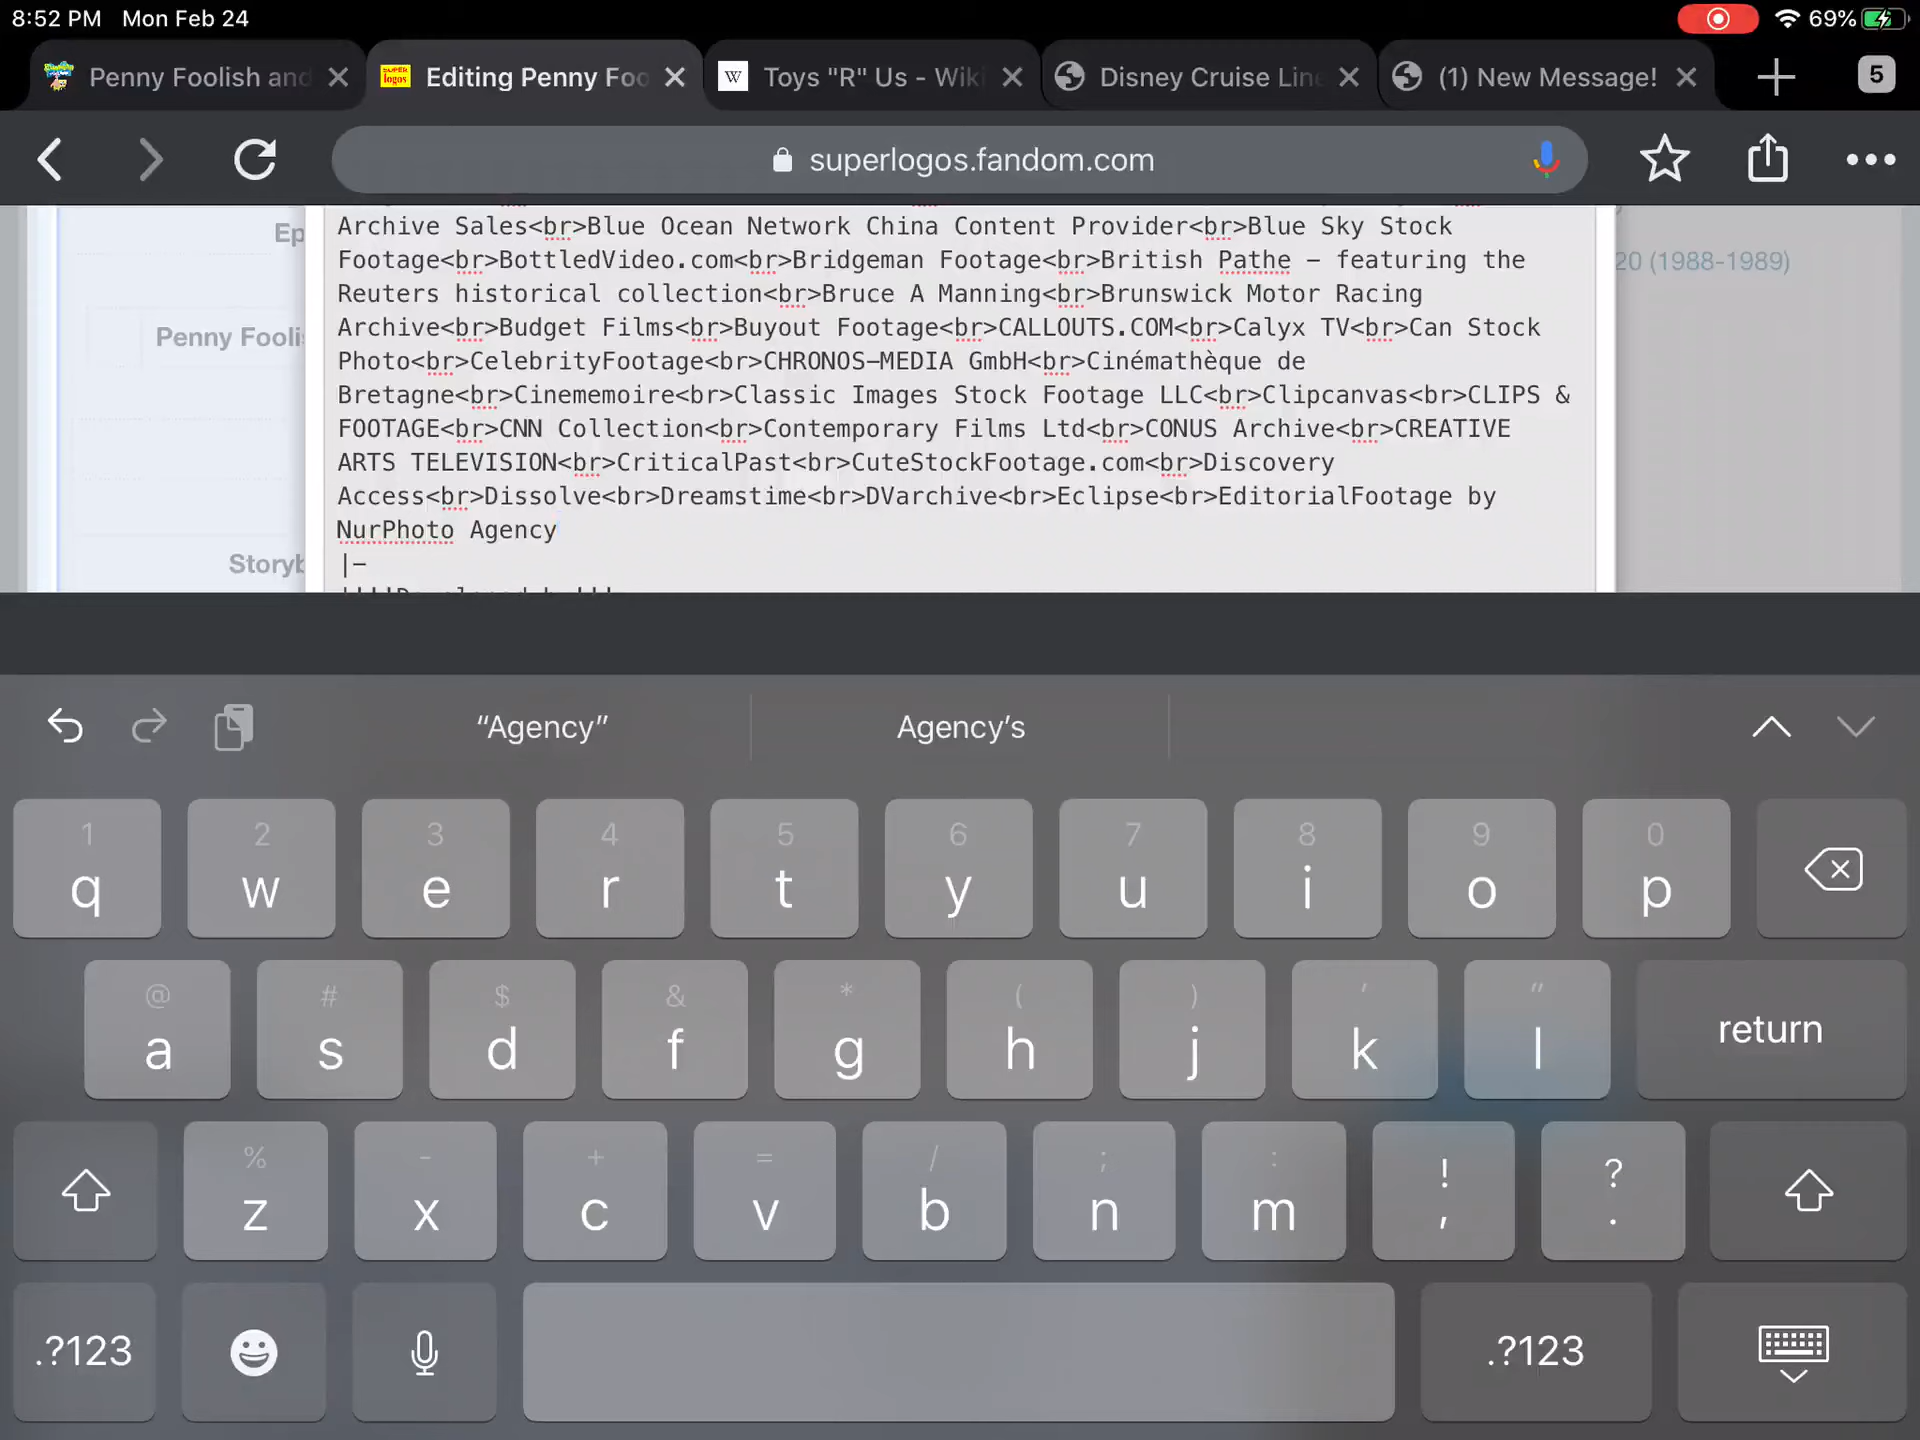 8:52 PM Mon Feb 24
69%
Penny Foolish and
SUPER logos
Editing Penny Foo
W
Toys "R" Us - Wiki
Disney Cruise Line
(1) New Message!
5
superlogos.fandom.com
Ep
Penny Fooli
Storyb
20 (1988-1989)
Archive Sales<br>Blue Ocean Network China Content Provider<br>Blue Sky Stock
Footage<br>BottledVideo.com<br>Bridgeman Footage<br>British Pathe – featuring the
Reuters historical collection<br>Bruce A Manning<br>Brunswick Motor Racing
Archive<br>Budget Films<br>Buyout Footage<br>CALLOUTS.COM<br>Calyx TV<br>Can Stock
Photo<br>CelebrityFootage<br>CHRONOS-MEDIA GmbH<br>Cinémathèque de
Bretagne<br>Cinememoire<br>Classic Images Stock Footage LLC<br>Clipcanvas<br>CLIPS &
FOOTAGE<br>CNN Collection<br>Contemporary Films Ltd<br>CONUS Archive<br>CREATIVE
ARTS TELEVISION<br>CriticalPast<br>CuteStockFootage.com<br>Discovery
Access<br>Dissolve<br>Dreamstime<br>DVarchive<br>Eclipse<br>EditorialFootage by
NurPhoto Agency
|-
“Agency”
Agency’s
1 2 3 4 5 6 7 8 9 0
q w e r t y u i o p
@ # $ & * ( ) ' "
a s d f g h j k l return
% - + = / ; : ! ?
z x c v b n m , .
.?123
.?123